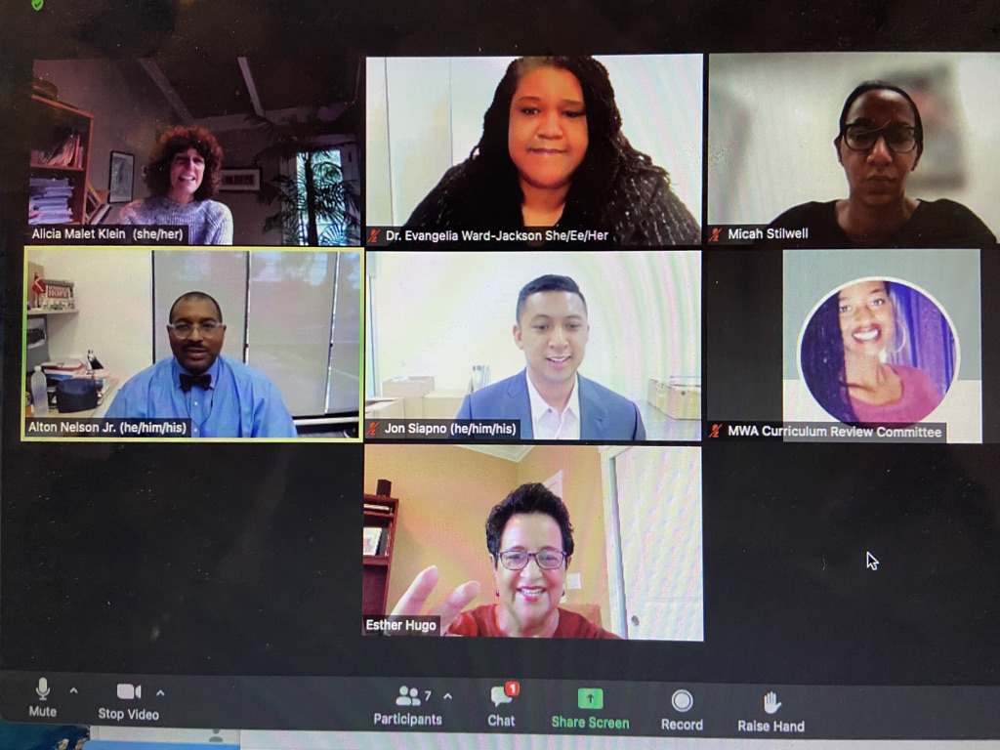 Alicia Malet Klein (she/her)
Dr. Evangelia Ward-Jackson She/Ee/Her
Micah Stilwell
HOPE
Alton Nelson Jr. (he/him/his)
Jon Siapno (he/him/his)
MWA Curriculum Review Committee
Esther Hugo
Mute
Stop Video
7
Participants
1
Chat
Share Screen
Record
Raise Hand